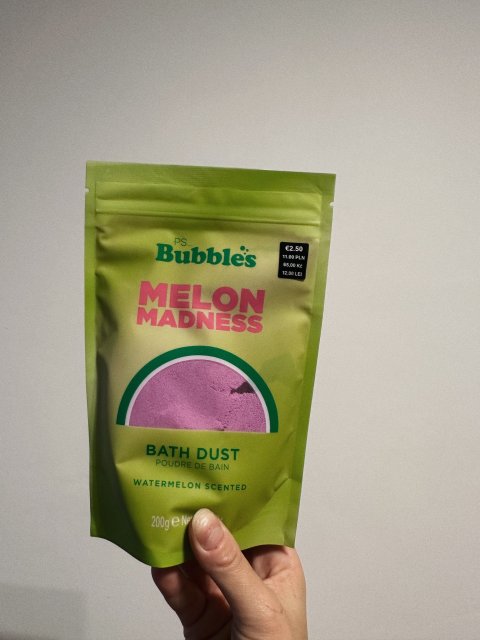 PS
Bubbles
€2.50
11.00 PLN
65,00 Kč
12,50 LEI
MELON
MADNESS
BATH DUST
POUDRE DE BAIN
WATERMELON SCENTED
200g e